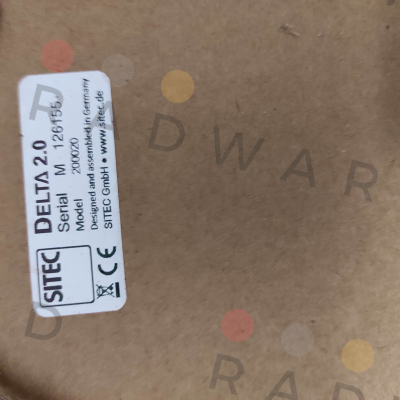 SITEC
DELTA 2.0
Serial M 126155
Model 200020
Designed and assembled in Germany
SITEC GmbH • www.sitec.de
CE
RADWAR
D
RAD